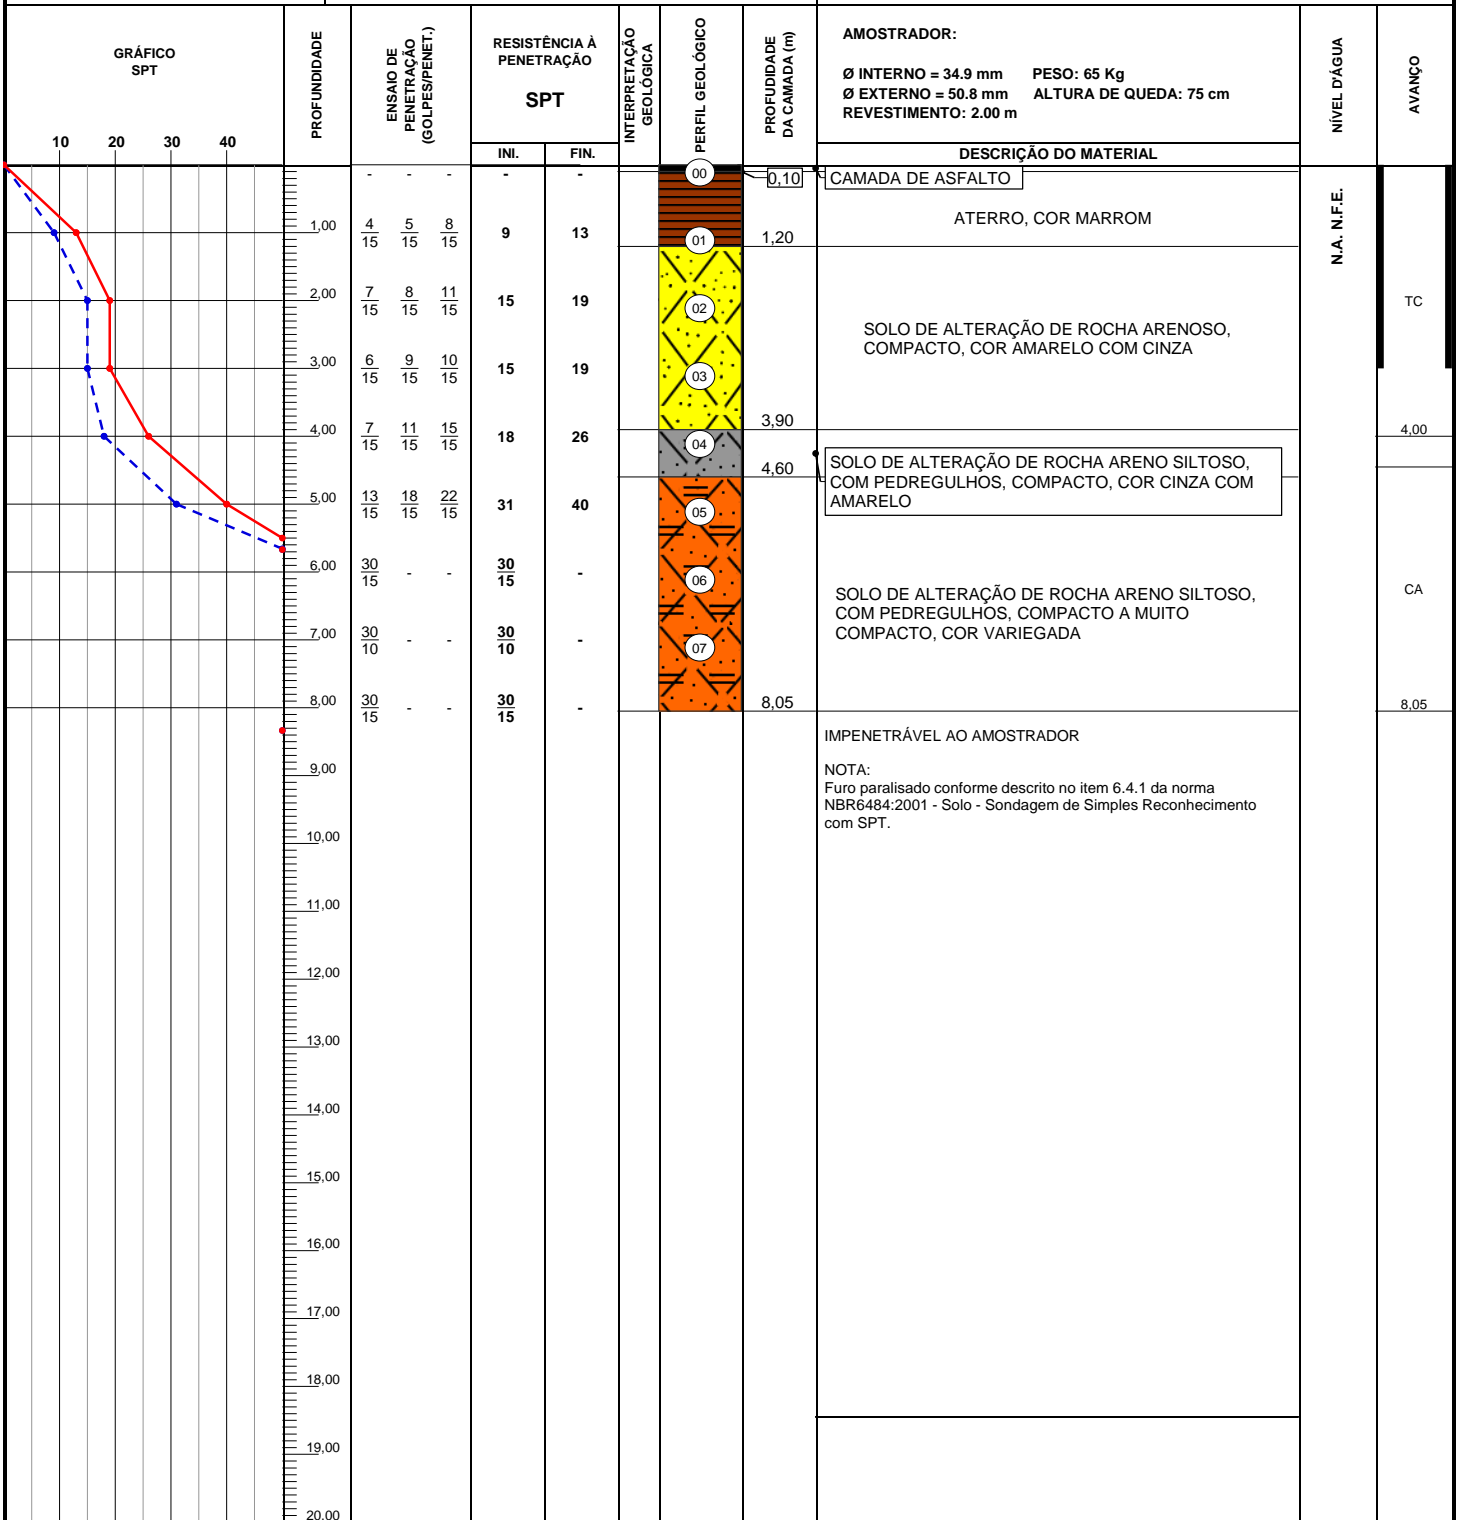 GRÁFICO
SPT
10 20 30 40
PROFUNDIDADE
ENSAIO DE
PENETRAÇÃO
(GOLPES/PENET.)
RESISTÊNCIA À
PENETRAÇÃO
SPT
INI. FIN.
INTERPRETAÇÃO
GEOLÓGICA
PERFIL GEOLÓGICO
PROFUDIDADE
DA CAMADA (m)
AMOSTRADOR:
Ø INTERNO = 34.9 mm PESO: 65 Kg
Ø EXTERNO = 50.8 mm ALTURA DE QUEDA: 75 cm
REVESTIMENTO: 2.00 m
DESCRIÇÃO DO MATERIAL
NÍVEL D'ÁGUA
AVANÇO
- - - - - 00 0,10 CAMADA DE ASFALTO
N.A. N.F.E.
ATERRO, COR MARROM
1,00 4/15 5/15 8/15 9 13 01 1,20
2,00 7/15 8/15 11/15 15 19 02 TC
SOLO DE ALTERAÇÃO DE ROCHA ARENOSO,
COMPACTO, COR AMARELO COM CINZA
3,00 6/15 9/15 10/15 15 19 03
3,90
4,00 7/15 11/15 15/15 18 26 04 4,00
4,60
SOLO DE ALTERAÇÃO DE ROCHA ARENO SILTOSO,
COM PEDREGULHOS, COMPACTO, COR CINZA COM
AMARELO
5,00 13/15 18/15 22/15 31 40 05
6,00 30/15 - - 30/15 - 06 CA
SOLO DE ALTERAÇÃO DE ROCHA ARENO SILTOSO,
COM PEDREGULHOS, COMPACTO A MUITO
COMPACTO, COR VARIEGADA
7,00 30/10 - - 30/10 - 07
8,00 30/15 - - 30/15 - 8,05 8,05
IMPENETRÁVEL AO AMOSTRADOR
NOTA:
Furo paralisado conforme descrito no item 6.4.1 da norma
NBR6484:2001 - Solo - Sondagem de Simples Reconhecimento
com SPT.
9,00
10,00
11,00
12,00
13,00
14,00
15,00
16,00
17,00
18,00
19,00
20,00